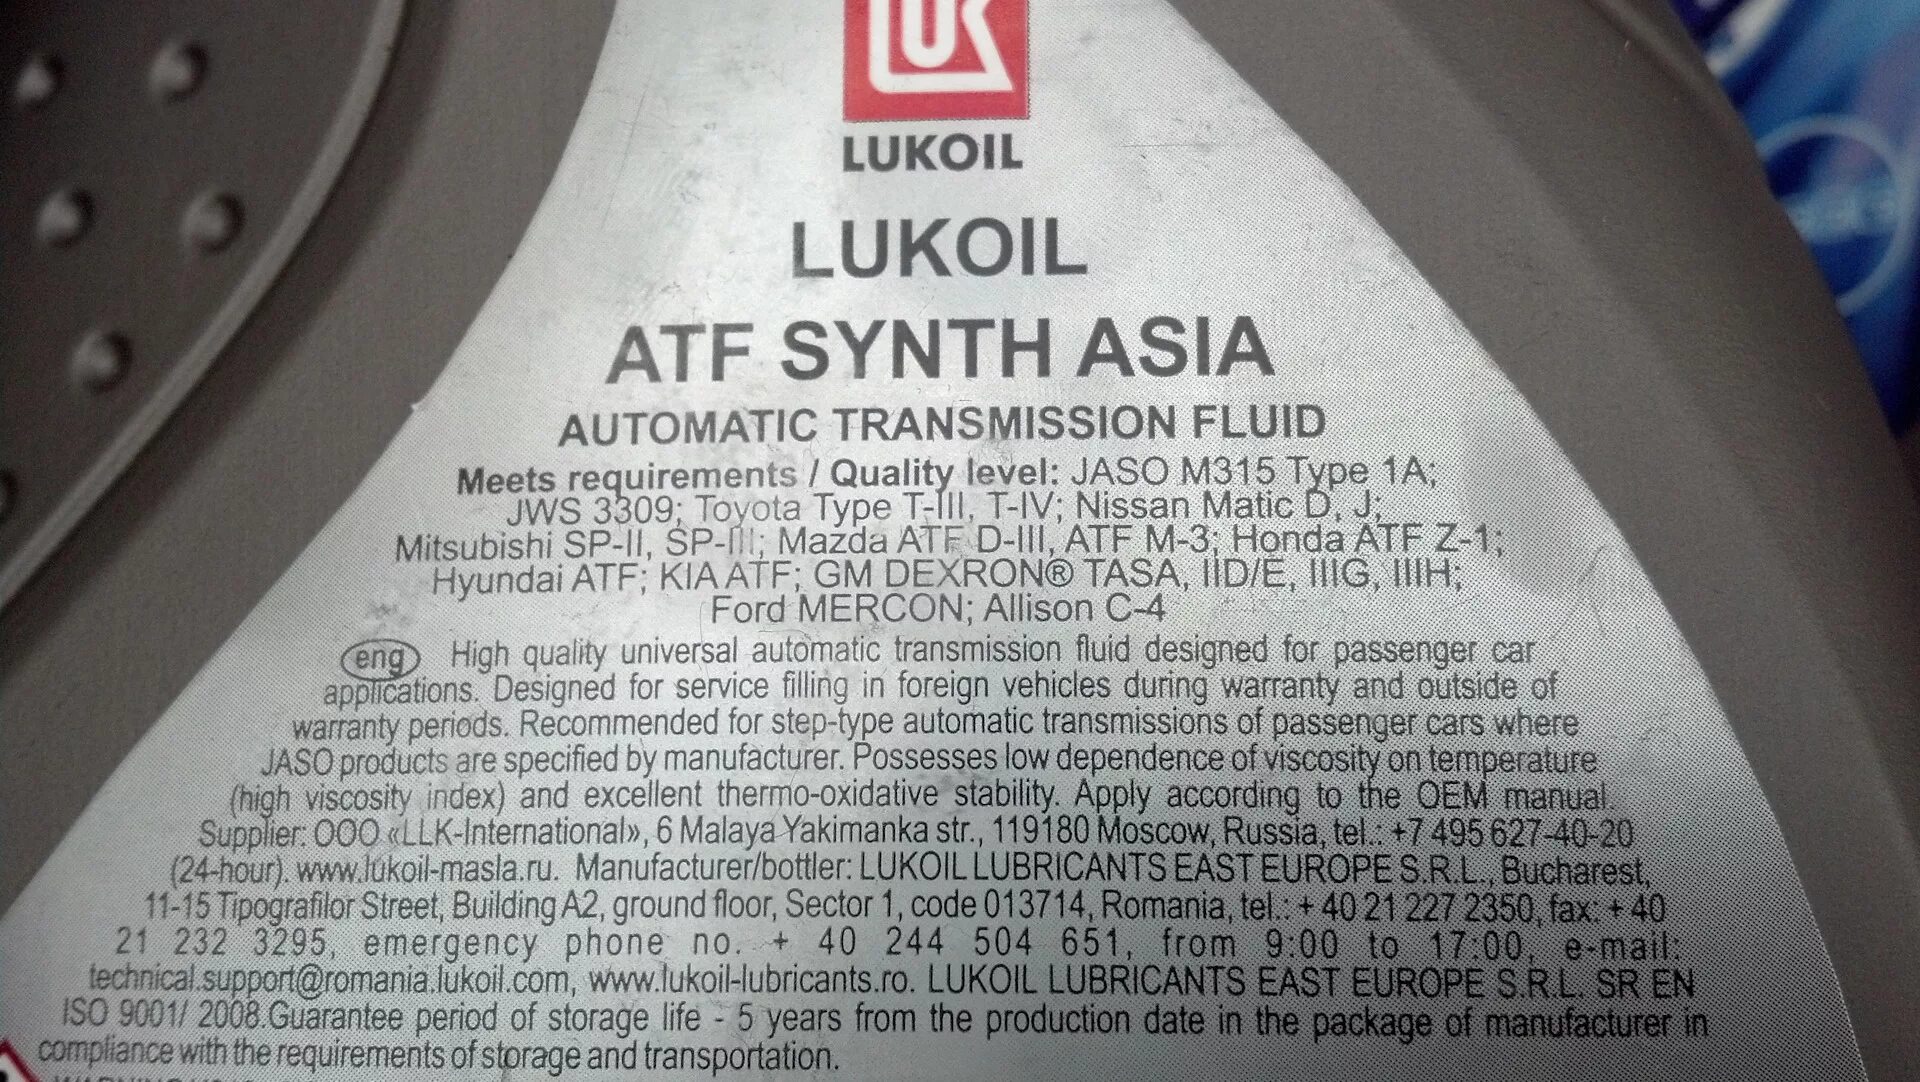 LUKOIL
LUKOIL
ATF SYNTH ASIA
AUTOMATIC TRANSMISSION FLUID
Meets requirements / Quality level: JASO M315 Type 1A;
JWS 3309; Toyota Type T-III, T-IV; Nissan Matic D, J;
Mitsubishi SP-II, SP-III; Mazda ATF D-III, ATF M-3; Honda ATF Z-1;
Hyundai ATF; KIA ATF; GM DEXRON® TASA, IID/E, IIIG, IIIH;
Ford MERCON; Allison C-4
eng High quality universal automatic transmission fluid designed for passenger car
applications. Designed for service filling in foreign vehicles during warranty and outside of
warranty periods. Recommended for step-type automatic transmissions of passenger cars where
JASO products are specified by manufacturer. Possesses low dependence of viscosity on temperature
(high viscosity index) and excellent thermo-oxidative stability. Apply according to the OEM manual.
Supplier: OOO «LLK-International», 6 Malaya Yakimanka str., 119180 Moscow, Russia, tel.: +7 495 627-40-20
(24-hour). www.lukoil-masla.ru. Manufacturer/bottler: LUKOIL LUBRICANTS EAST EUROPE S.R.L., Bucharest,
11-15 Tipografilor Street, Building A2, ground floor, Sector 1, code 013714, Romania, tel.: + 40 21 227 2350, fax: + 40
21 232 3295, emergency phone no. + 40 244 504 651, from 9:00 to 17:00, e-mail:
technical.support@romania.lukoil.com, www.lukoil-lubricants.ro. LUKOIL LUBRICANTS EAST EUROPE S.R.L. SR EN
ISO 9001/ 2008.Guarantee period of storage life - 5 years from the production date in the package of manufacturer in
compliance with the requirements of storage and transportation.